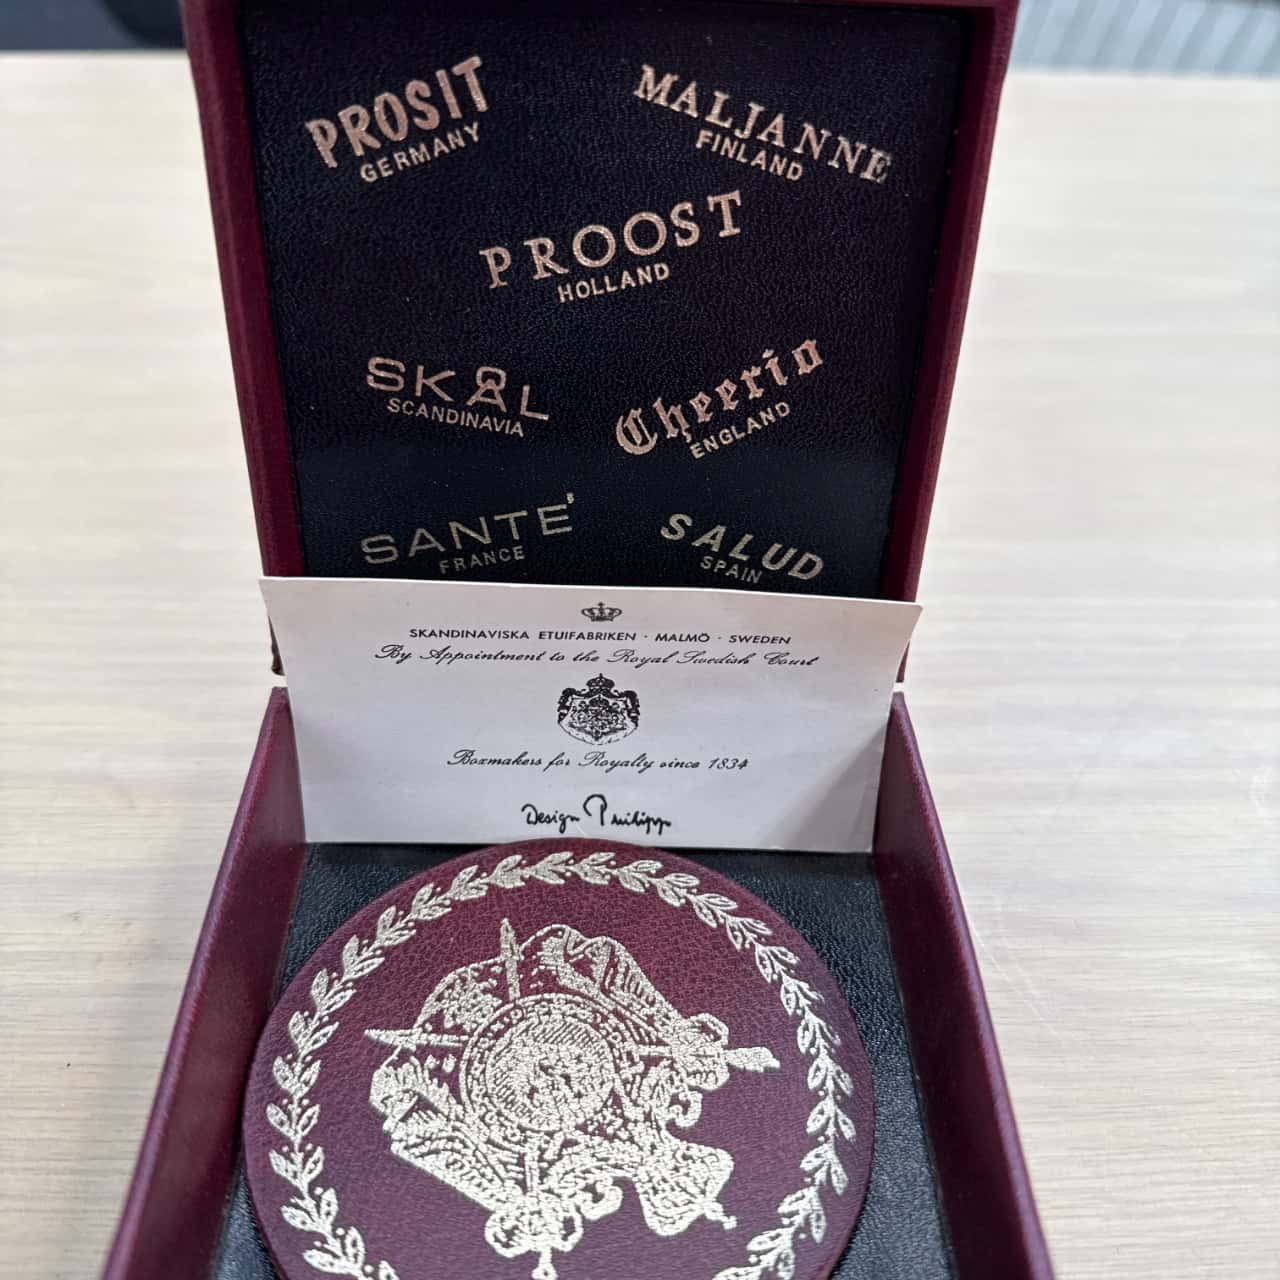 PROSIT
GERMANY
MALJANNE
FINLAND
PROOST
HOLLAND
SKÅL
SCANDINAVIA
Cheerio
ENGLAND
SANTE'
FRANCE
SALUD
SPAIN
SKANDINAVISKA ETUIFABRIKEN · MALMÖ · SWEDEN
By Appointment to the Royal Swedish Court
Boxmakers for Royalty since 1834
Design Philipp